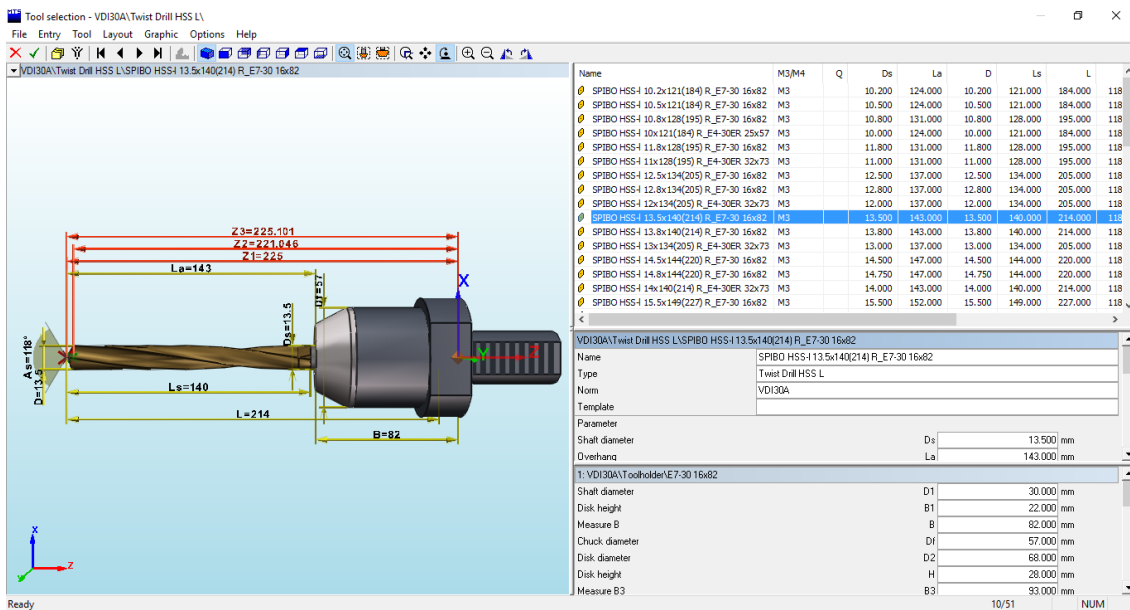 MTS Tool selection - VDI30A\Twist Drill HSS L\
File Entry Tool Layout Graphic Options Help
VDI30A\Twist Drill HSS L\SPIBO HSS-l 13.5x140(214) R_E7-30 16x82
Z3=225.101
Z2=221.046
Z1=225
La=143
Df=57
Ds=13.5
As=118°
D=13.5
Ls=140
L=214
B=82
X
Y
Z
X
Y
Z
Name M3/M4 Q Ds La D Ls L
SPIBO HSS-l 10.2x121(184) R_E7-30 16x82 M3 10.200 124.000 10.200 121.000 184.000 118
SPIBO HSS-l 10.5x121(184) R_E7-30 16x82 M3 10.500 124.000 10.500 121.000 184.000 118
SPIBO HSS-l 10.8x128(195) R_E7-30 16x82 M3 10.800 131.000 10.800 128.000 195.000 118
SPIBO HSS-l 10x121(184) R_E4-30ER 25x57 M3 10.000 124.000 10.000 121.000 184.000 118
SPIBO HSS-l 11.8x128(195) R_E7-30 16x82 M3 11.800 131.000 11.800 128.000 195.000 118
SPIBO HSS-l 11x128(195) R_E4-30ER 32x73 M3 11.000 131.000 11.000 128.000 195.000 118
SPIBO HSS-l 12.5x134(205) R_E7-30 16x82 M3 12.500 137.000 12.500 134.000 205.000 118
SPIBO HSS-l 12.8x134(205) R_E7-30 16x82 M3 12.800 137.000 12.800 134.000 205.000 118
SPIBO HSS-l 12x134(205) R_E4-30ER 32x73 M3 12.000 137.000 12.000 134.000 205.000 118
SPIBO HSS-l 13.5x140(214) R_E7-30 16x82 M3 13.500 143.000 13.500 140.000 214.000 118
SPIBO HSS-l 13.8x140(214) R_E7-30 16x82 M3 13.800 143.000 13.800 140.000 214.000 118
SPIBO HSS-l 13x134(205) R_E4-30ER 32x73 M3 13.000 137.000 13.000 134.000 205.000 118
SPIBO HSS-l 14.5x144(220) R_E7-30 16x82 M3 14.500 147.000 14.500 144.000 220.000 118
SPIBO HSS-l 14.8x144(220) R_E7-30 16x82 M3 14.750 147.000 14.750 144.000 220.000 118
SPIBO HSS-l 14x140(214) R_E4-30ER 32x73 M3 14.000 143.000 14.000 140.000 214.000 118
SPIBO HSS-l 15.5x149(227) R_E7-30 16x82 M3 15.500 152.000 15.500 149.000 227.000 118
VDI30A\Twist Drill HSS L\SPIBO HSS-l 13.5x140(214) R_E7-30 16x82
Name SPIBO HSS-l 13.5x140(214) R_E7-30 16x82
Type Twist Drill HSS L
Norm VDI30A
Template
Parameter
Shaft diameter Ds 13.500 mm
Overhang La 143.000 mm
1: VDI30A\Toolholder\E7-30 16x82
Shaft diameter D1 30.000 mm
Disk height B1 22.000 mm
Measure B B 82.000 mm
Chuck diameter Df 57.000 mm
Disk diameter D2 68.000 mm
Disk height H 28.000 mm
Measure B3 B3 93.000 mm
Ready 10/51 NUM